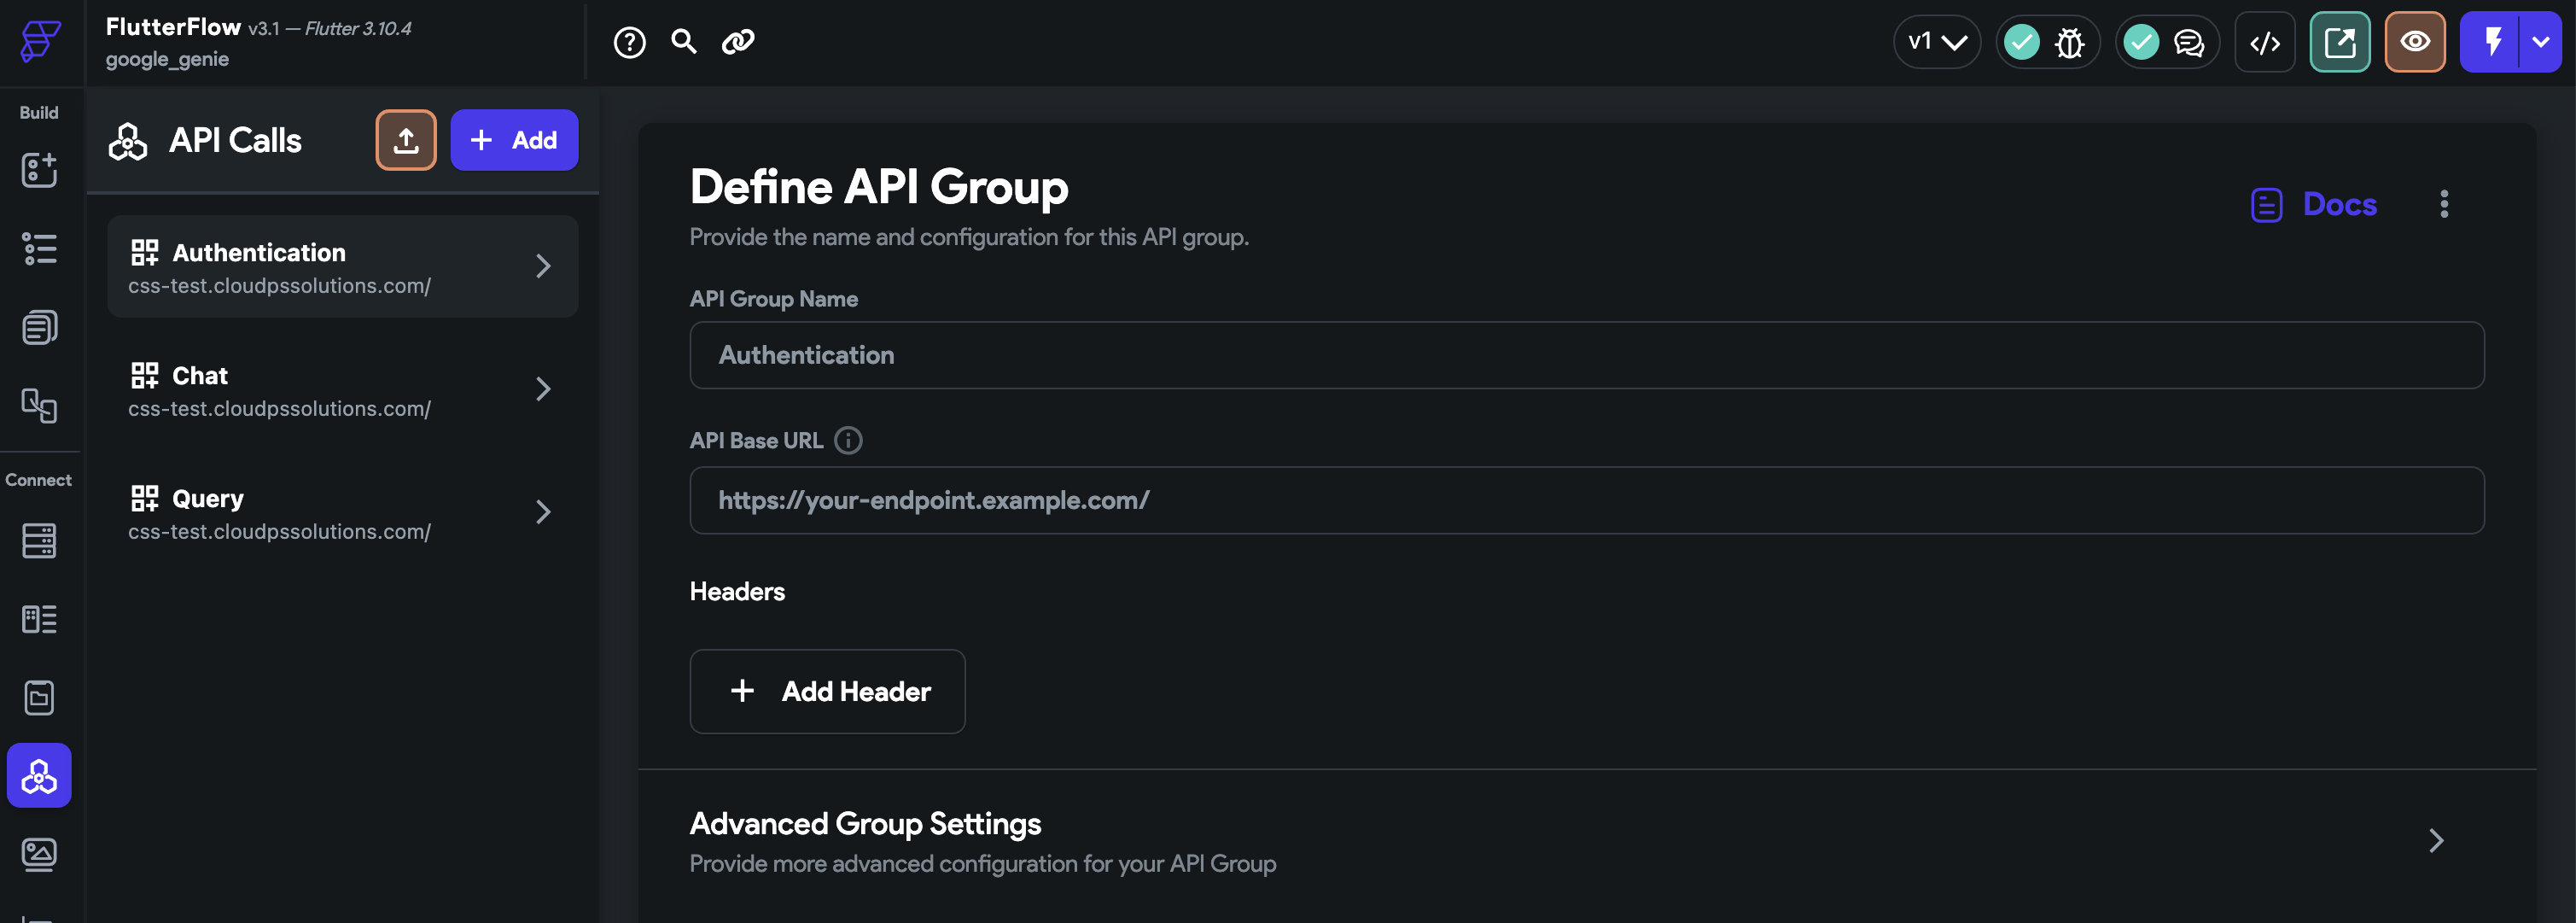 FlutterFlow v3.1 — Flutter 3.10.4
google_genie
v1
Build
API Calls
+ Add
Authentication
css-test.cloudpssolutions.com/
Chat
css-test.cloudpssolutions.com/
Query
css-test.cloudpssolutions.com/
Connect
Define API Group
Provide the name and configuration for this API group.
Docs
API Group Name
Authentication
API Base URL
https://your-endpoint.example.com/
Headers
+ Add Header
Advanced Group Settings
Provide more advanced configuration for your API Group